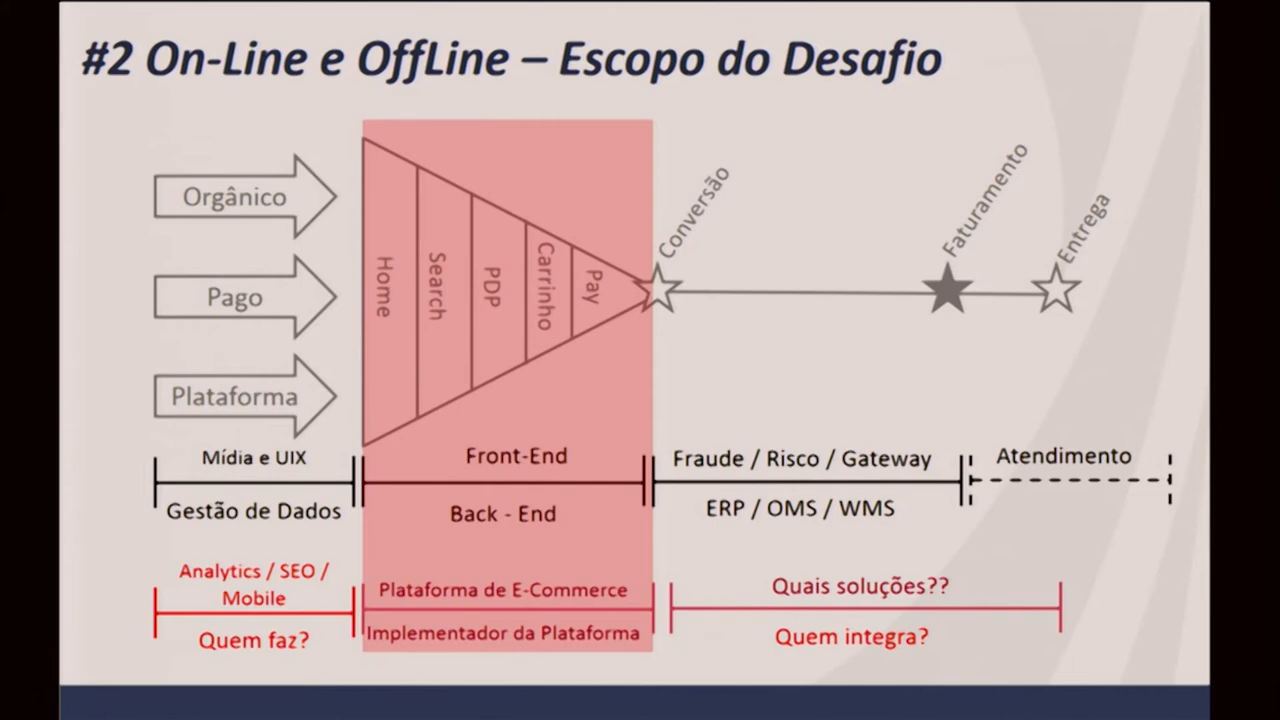 #2 On-Line e OffLine – Escopo do Desafio
Orgânico
Pago
Plataforma
Home
Search
PDP
Carrinho
Pay
Conversão
Faturamento
Entrega
Mídia e UIX
Gestão de Dados
Front-End
Back - End
Fraude / Risco / Gateway
ERP / OMS / WMS
Atendimento
Analytics / SEO /
Mobile
Quem faz?
Plataforma de E-Commerce
Implementador da Plataforma
Quais soluções??
Quem integra?